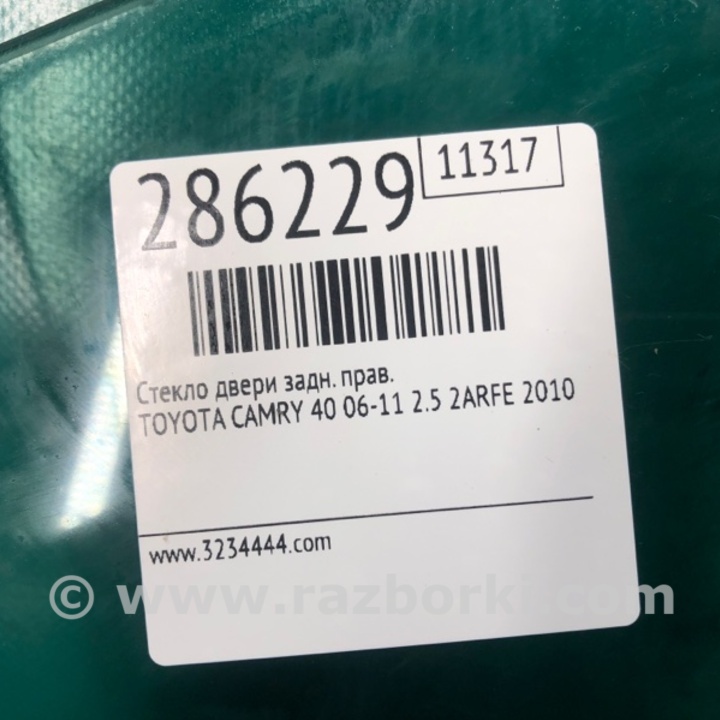 286229
11317
Стекло двери задн. прав.
TOYOTA CAMRY 40 06-11 2.5 2ARFE 2010
www.3234444.com
© www.razborki.com